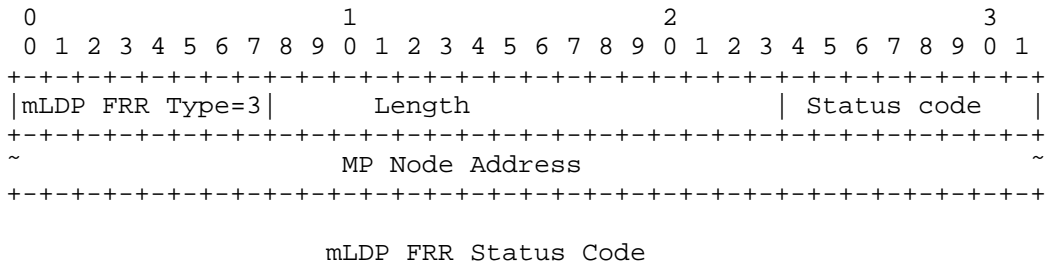 0                   1                   2                   3
 0 1 2 3 4 5 6 7 8 9 0 1 2 3 4 5 6 7 8 9 0 1 2 3 4 5 6 7 8 9 0 1
+-+-+-+-+-+-+-+-+-+-+-+-+-+-+-+-+-+-+-+-+-+-+-+-+-+-+-+-+-+-+-+-+
|mLDP FRR Type=3|      Length                   | Status code   |
+-+-+-+-+-+-+-+-+-+-+-+-+-+-+-+-+-+-+-+-+-+-+-+-+-+-+-+-+-+-+-+-+
~                    MP Node Address                            ~
+-+-+-+-+-+-+-+-+-+-+-+-+-+-+-+-+-+-+-+-+-+-+-+-+-+-+-+-+-+-+-+-+
mLDP FRR Status Code